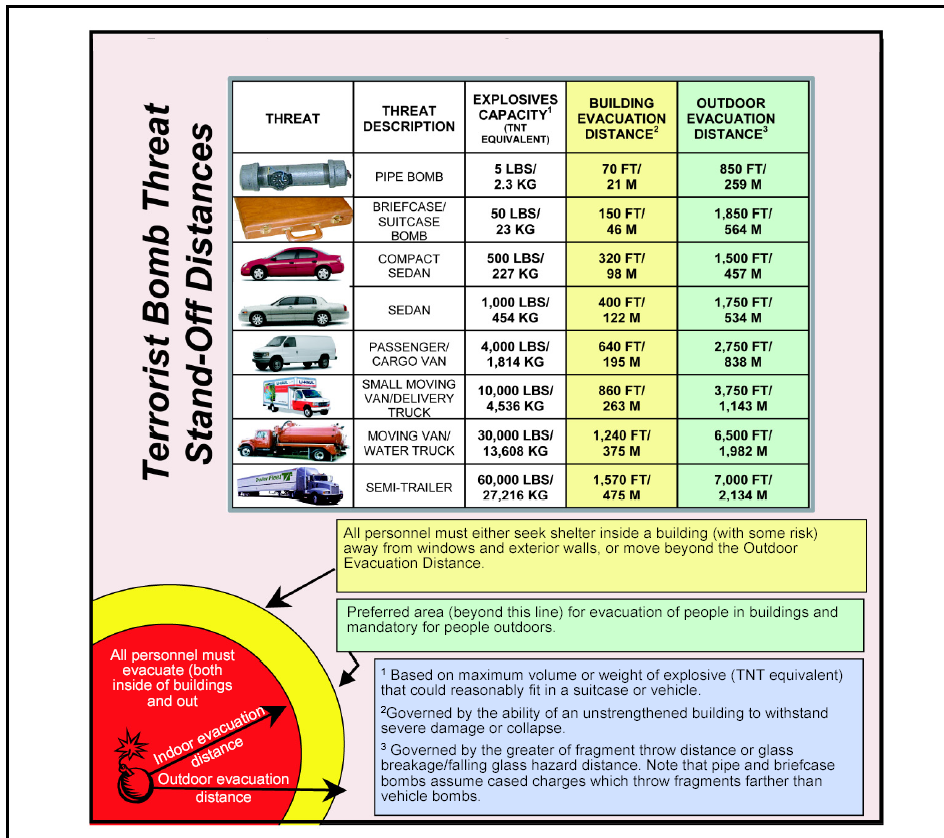 Terrorist Bomb Threat
Stand-Off Distances
THREAT
THREAT
DESCRIPTION
EXPLOSIVES
CAPACITY1
(TNT
EQUIVALENT)
BUILDING
EVACUATION
DISTANCE2
OUTDOOR
EVACUATION
DISTANCE3
PIPE BOMB
5 LBS/
2.3 KG
70 FT/
21 M
850 FT/
259 M
BRIEFCASE/
SUITCASE
BOMB
50 LBS/
23 KG
150 FT/
46 M
1,850 FT/
564 M
COMPACT
SEDAN
500 LBS/
227 KG
320 FT/
98 M
1,500 FT/
457 M
SEDAN
1,000 LBS/
454 KG
400 FT/
122 M
1,750 FT/
534 M
PASSENGER/
CARGO VAN
4,000 LBS/
1,814 KG
640 FT/
195 M
2,750 FT/
838 M
U-HAUL
SMALL MOVING
VAN/DELIVERY
TRUCK
10,000 LBS/
4,536 KG
860 FT/
263 M
3,750 FT/
1,143 M
MOVING VAN/
WATER TRUCK
30,000 LBS/
13,608 KG
1,240 FT/
375 M
6,500 FT/
1,982 M
SEMI-TRAILER
60,000 LBS/
27,216 KG
1,570 FT/
475 M
7,000 FT/
2,134 M
All personnel must either seek shelter inside a building (with some risk)
away from windows and exterior walls, or move beyond the Outdoor
Evacuation Distance.
Preferred area (beyond this line) for evacuation of people in buildings and
mandatory for people outdoors.
All personnel must
evacuate (both
inside of buildings
and out
Indoor evacuation
distance
Outdoor evacuation
distance
1 Based on maximum volume or weight of explosive (TNT equivalent)
that could reasonably fit in a suitcase or vehicle.
2Governed by the ability of an unstrengthened building to withstand
severe damage or collapse.
3 Governed by the greater of fragment throw distance or glass
breakage/falling glass hazard distance. Note that pipe and briefcase
bombs assume cased charges which throw fragments farther than
vehicle bombs.